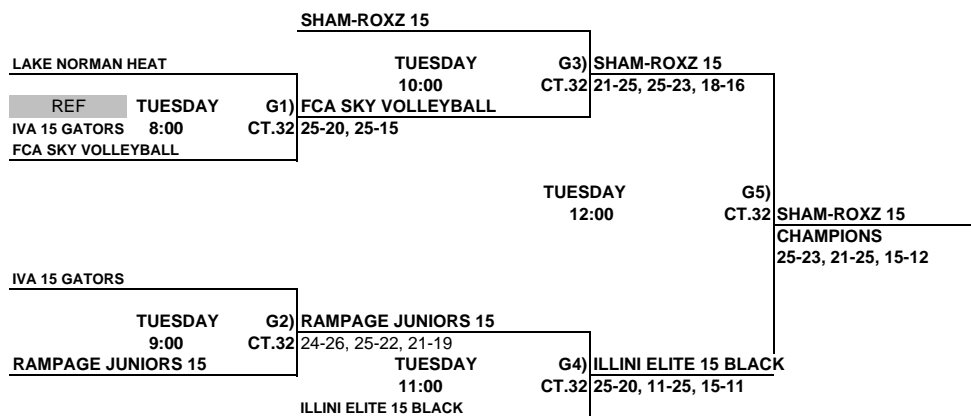 SHAM-ROXZ 15
LAKE NORMAN HEAT TUESDAY G3) SHAM-ROXZ 15
10:00 CT.32 21-25, 25-23, 18-16
REF TUESDAY G1) FCA SKY VOLLEYBALL
IVA 15 GATORS 8:00 CT.32 25-20, 25-15
FCA SKY VOLLEYBALL
TUESDAY G5)
12:00 CT.32 SHAM-ROXZ 15
CHAMPIONS
25-23, 21-25, 15-12
IVA 15 GATORS
TUESDAY G2) RAMPAGE JUNIORS 15
9:00 CT.32 24-26, 25-22, 21-19
RAMPAGE JUNIORS 15 TUESDAY G4) ILLINI ELITE 15 BLACK
11:00 CT.32 25-20, 11-25, 15-11
ILLINI ELITE 15 BLACK